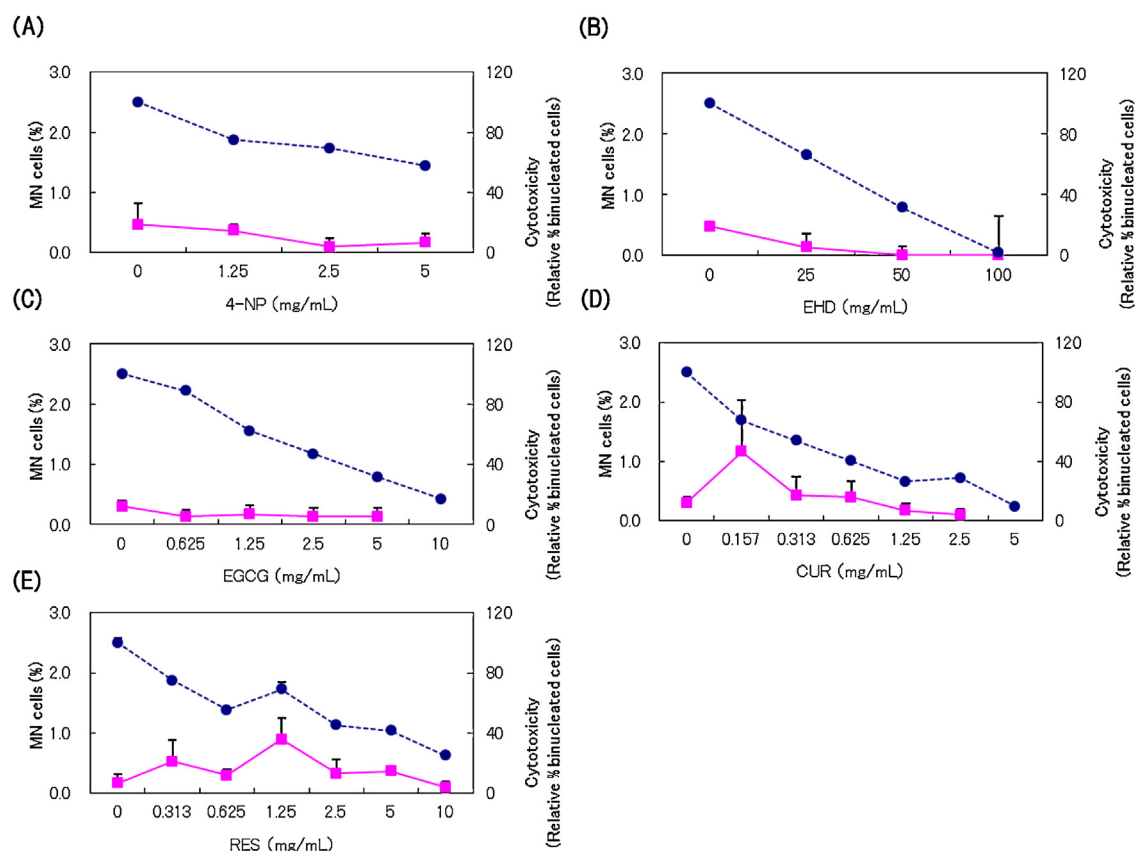 (A)
3.0
2.0
1.0
0.0
MN cells (%)
120
80
40
0
Cytotoxicity
(Relative % binucleated cells)
0 1.25 2.5 5
4-NP (mg/mL)
(B)
3.0
2.0
1.0
0.0
MN cells (%)
120
80
40
0
Cytotoxicity
(Relative % binucleated cells)
0 25 50 100
EHD (mg/mL)
(C)
3.0
2.0
1.0
0.0
MN cells (%)
120
80
40
0
Cytotoxicity
(Relative % binucleated cells)
0 0.625 1.25 2.5 5 10
EGCG (mg/mL)
(D)
3.0
2.0
1.0
0.0
MN cells (%)
120
80
40
0
Cytotoxicity
(Relative % binucleated cells)
0 0.157 0.313 0.625 1.25 2.5 5
CUR (mg/mL)
(E)
3.0
2.0
1.0
0.0
MN cells (%)
120
80
40
0
Cytotoxicity
(Relative % binucleated cells)
0 0.313 0.625 1.25 2.5 5 10
RES (mg/mL)